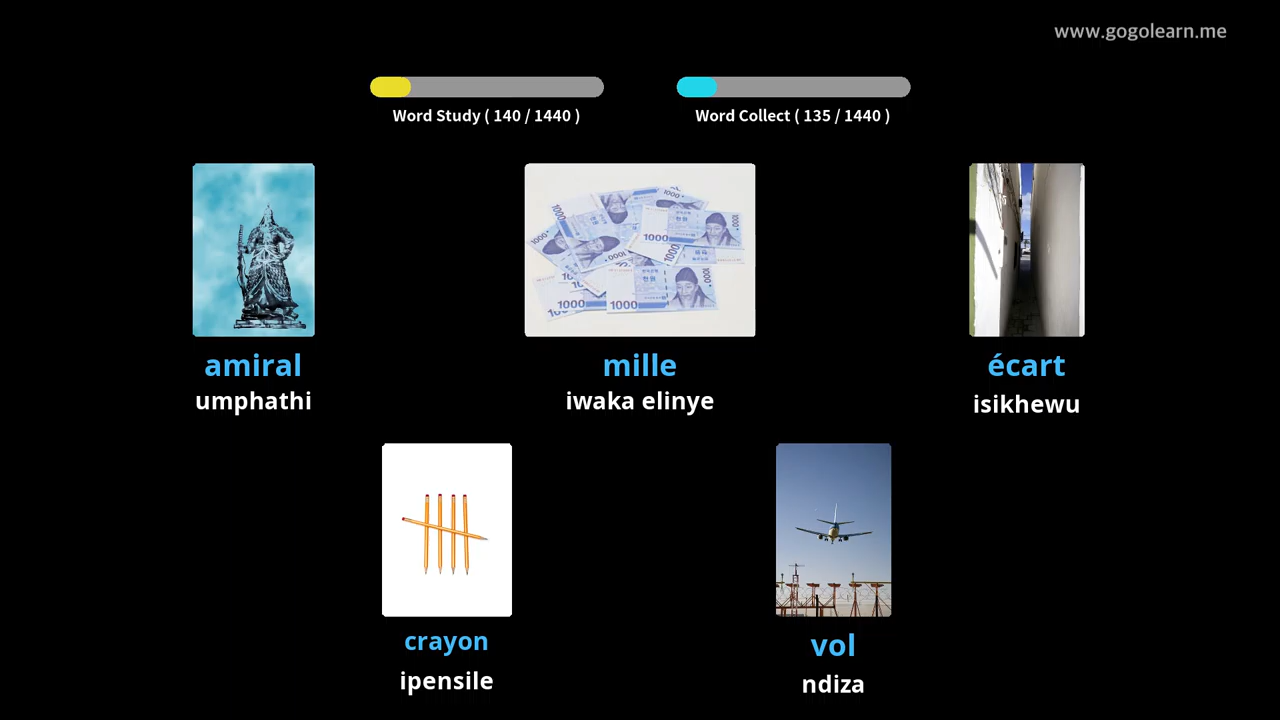 www.gogolearn.me
Word Study ( 140 / 1440 )
Word Collect ( 135 / 1440 )
amiral
umphathi
mille
iwaka elinye
écart
isikhewu
crayon
ipensile
vol
ndiza